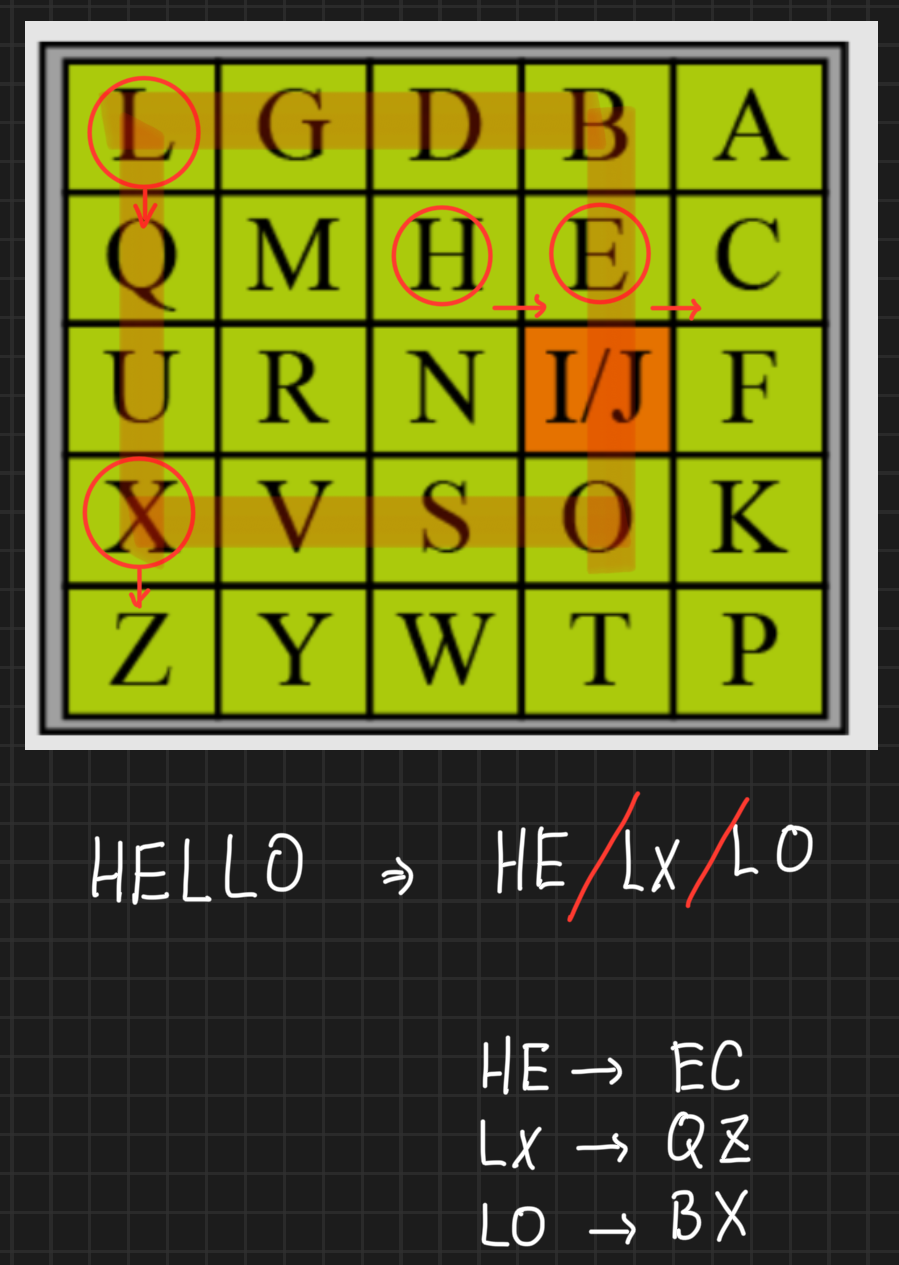 L G D B A
Q M H E C
U R N I/J F
X V S O K
Z Y W T P
HELLO ⇒ HE / LX / LO
HE → EC
LX → QZ
LO → BX